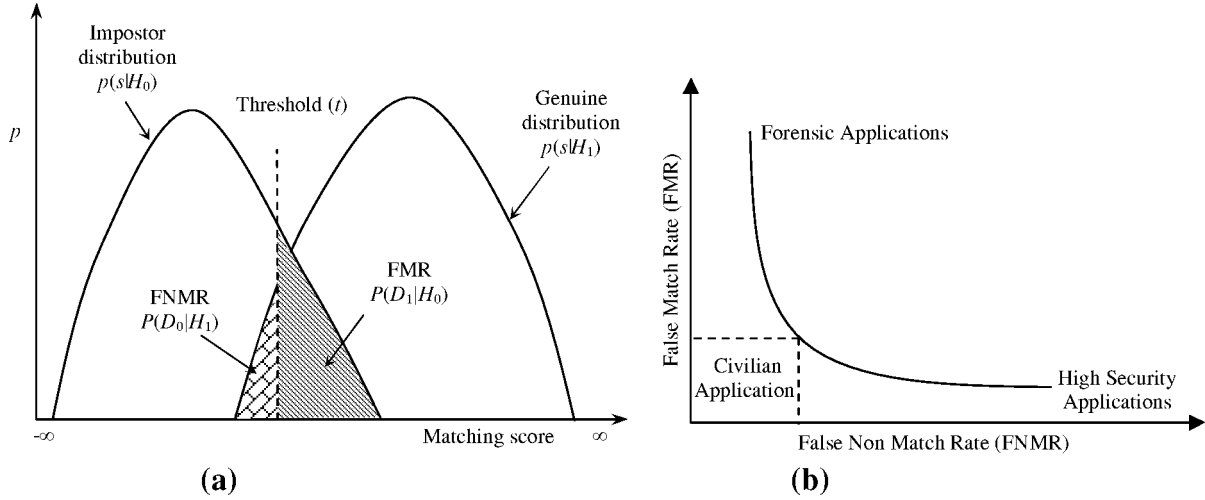 Impostor
distribution
p(s|H₀)
Threshold (t)
Genuine
distribution
p(s|H₁)
p
FNMR
P(D₀|H₁)
FMR
P(D₁|H₀)
-∞
Matching score
∞
(a)
False Match Rate (FMR)
Forensic Applications
Civilian
Application
High Security
Applications
False Non Match Rate (FNMR)
(b)